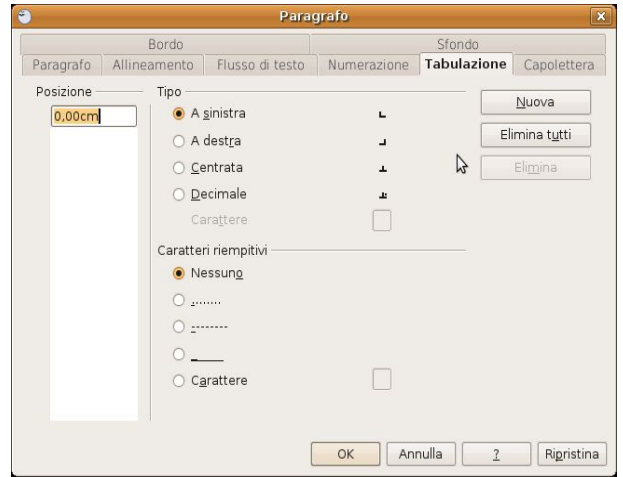 Paragrafo
Bordo Sfondo
Paragrafo Allineamento Flusso di testo Numerazione Tabulazione Capolettera
Posizione
0,00cm
Tipo
A sinistra
A destra
Centrata
Decimale
Carattere
Caratteri riempitivi
Nessuno
........
--------
______
Carattere
Nuova
Elimina tutti
Elimina
OK Annulla ? Ripristina